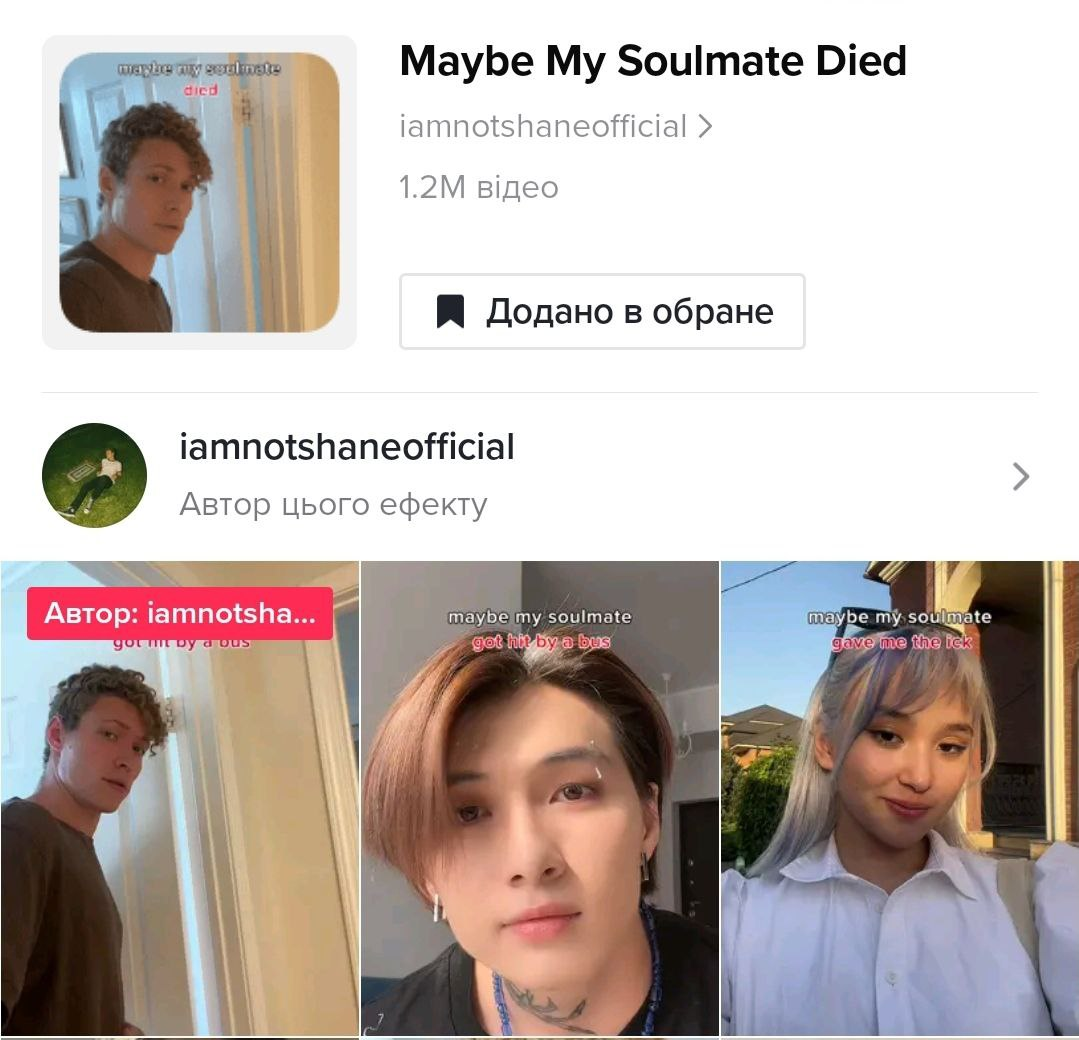 maybe my soulmate
died
Maybe My Soulmate Died
iamnotshaneofficial
1.2M відео
Додано в обране
iamnotshaneofficial
Автор цього ефекту
Автор: iamnotsha...
got hit by a bus
maybe my soulmate
got hit by a bus
maybe my soulmate
gave me the ick